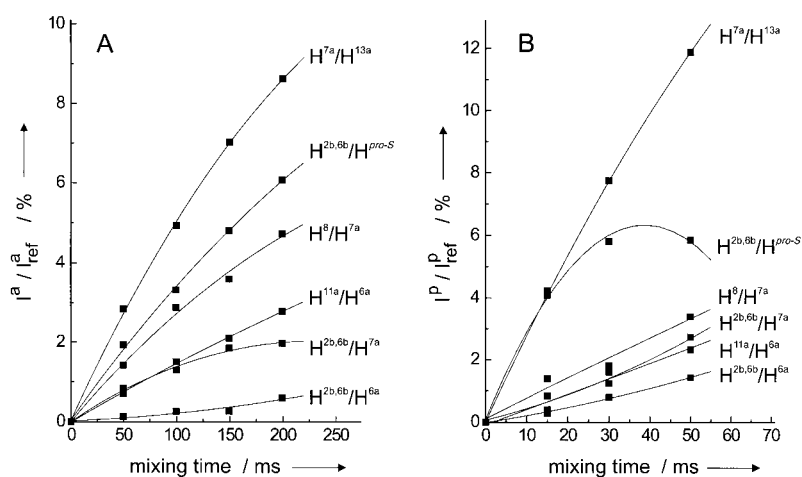 A
10
8
6
4
2
0
I^a / I^a_ref / %
H^7a/H^13a
H^2b,6b/H^pro-S
H^8/H^7a
H^11a/H^6a
H^2b,6b/H^7a
H^2b,6b/H^6a
0 50 100 150 200 250
mixing time / ms
B
12
10
8
6
4
2
0
I^p / I^p_ref / %
H^7a/H^13a
H^2b,6b/H^pro-S
H^8/H^7a
H^2b,6b/H^7a
H^11a/H^6a
H^2b,6b/H^6a
0 10 20 30 40 50 60 70
mixing time / ms